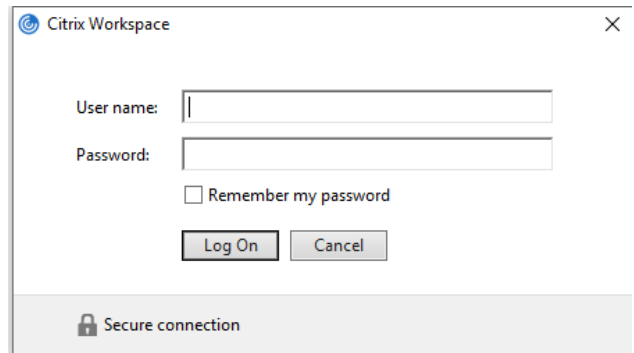 Citrix Workspace
User name:
Password:
Remember my password
Log On Cancel
Secure connection